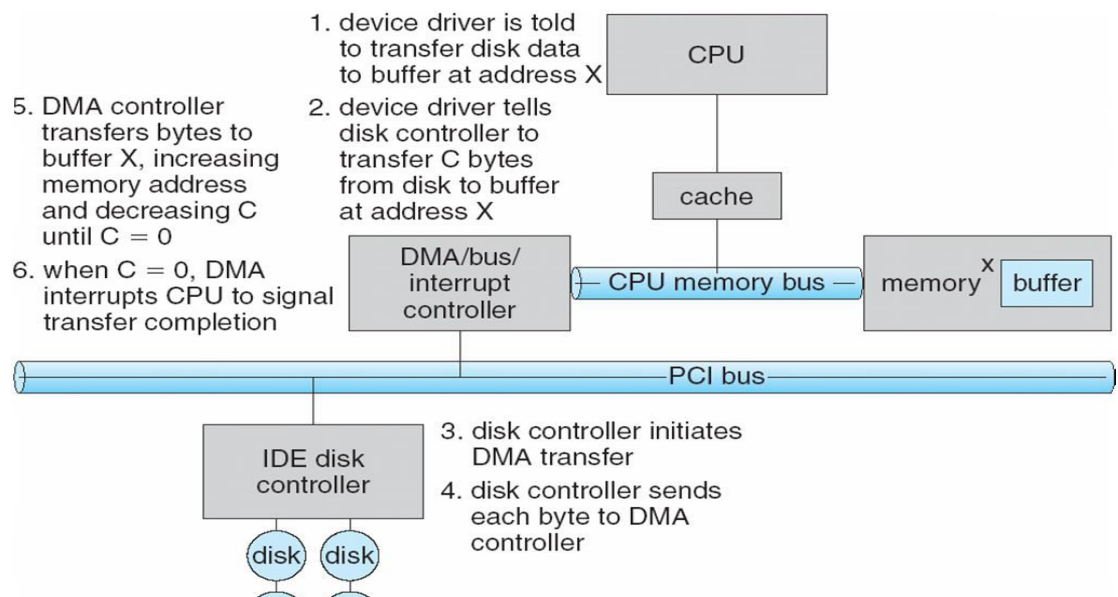 1. device driver is told
to transfer disk data
to buffer at address X
CPU
5. DMA controller
transfers bytes to
buffer X, increasing
memory address
and decreasing C
until C = 0
2. device driver tells
disk controller to
transfer C bytes
from disk to buffer
at address X
cache
6. when C = 0, DMA
interrupts CPU to signal
transfer completion
DMA/bus/
interrupt
controller
CPU memory bus
memory
X
buffer
PCI bus
IDE disk
controller
3. disk controller initiates
DMA transfer
4. disk controller sends
each byte to DMA
controller
disk
disk